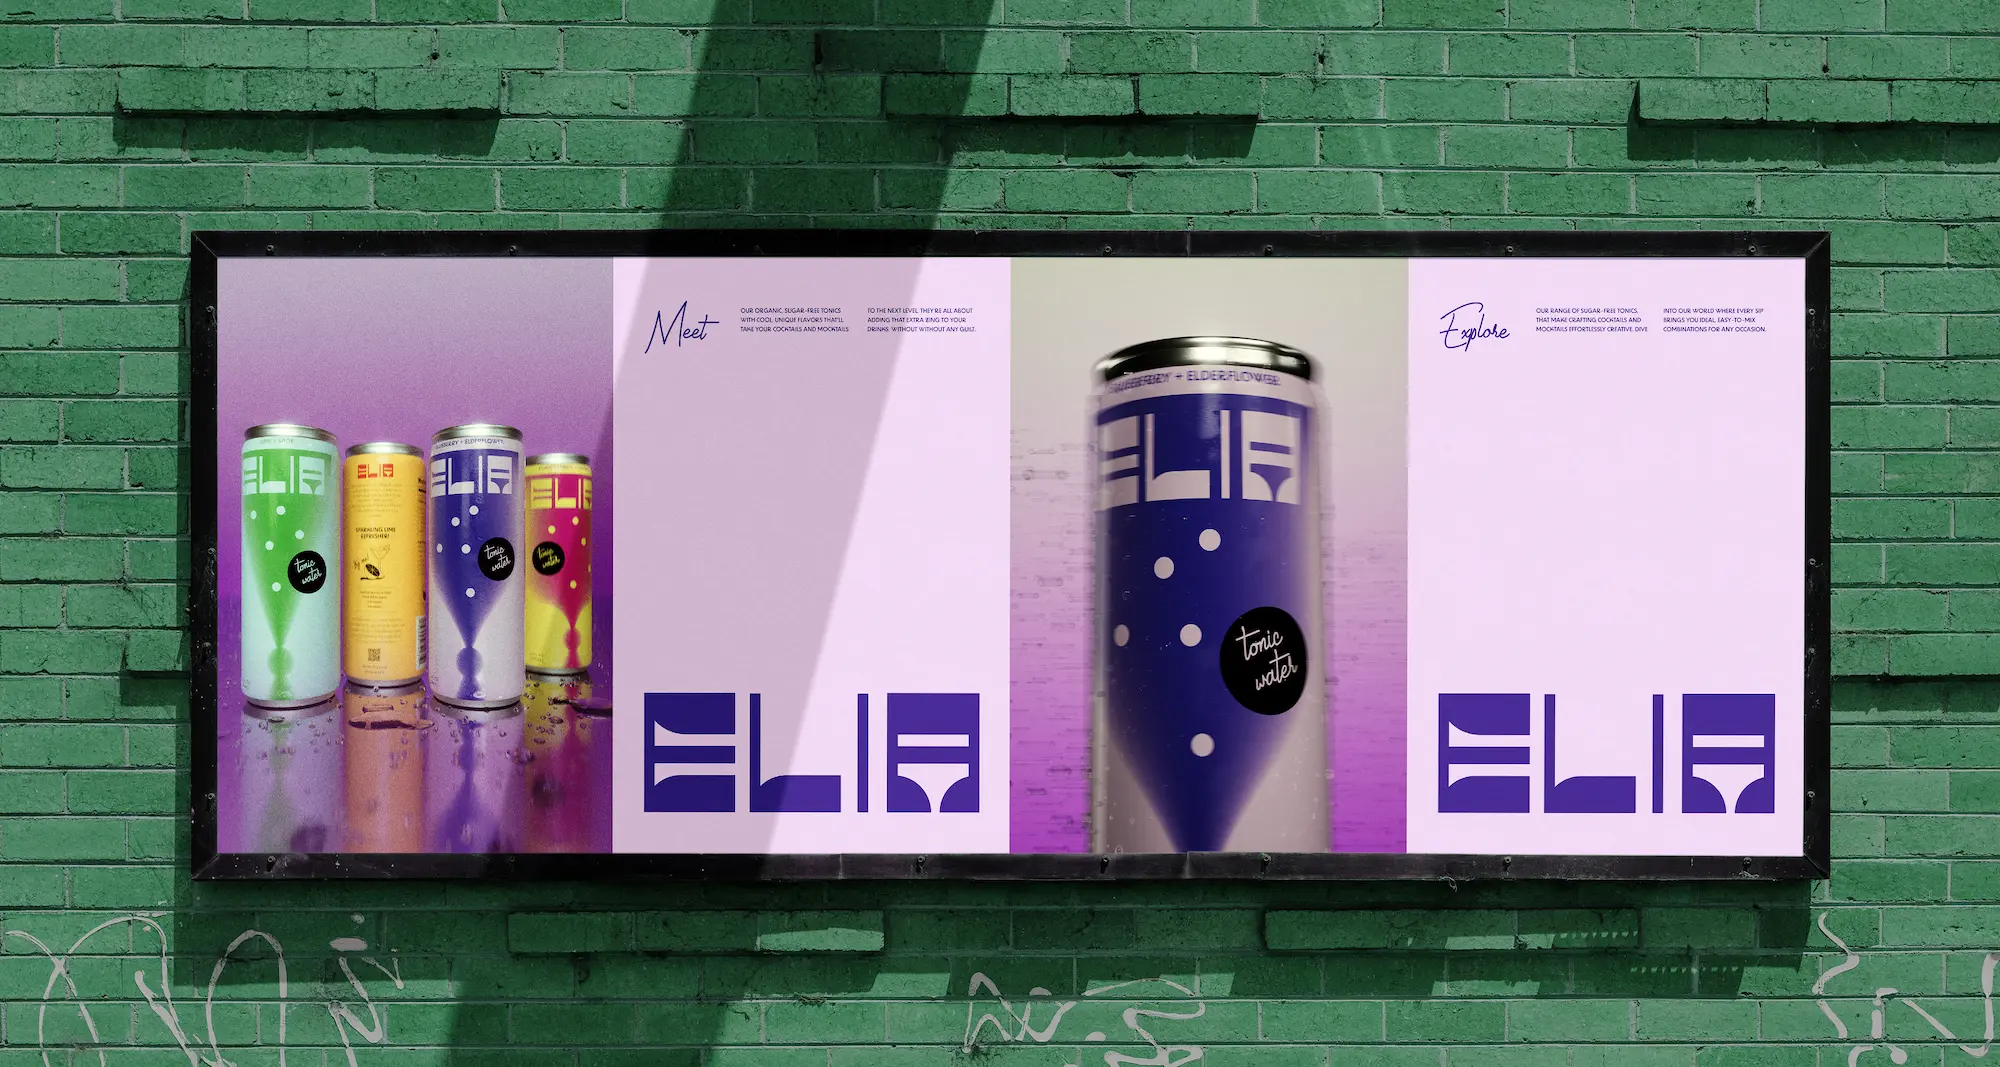 ELIA
tonic
water
ELIA
SPARKLING LIME
REFRESHER!
+ ELDERFLOWER
ELIA
tonic
water
ELIA
tonic
water
Meet
OUR ORGANIC, SUGAR-FREE TONICS
WITH COOL, UNIQUE FLAVORS THAT'LL
TAKE YOUR COCKTAILS AND MOCKTAILS
TO THE NEXT LEVEL. THEY'RE ALL ABOUT
ADDING THAT EXTRA ZING TO YOUR
DRINKS WITHOUT WITHOUT ANY GUILT.
ELIA
+ ELDERFLOWER
ELIA
tonic
water
Explore
OUR RANGE OF SUGAR-FREE TONICS,
THAT MAKE CRAFTING COCKTAILS AND
MOCKTAILS EFFORTLESSLY CREATIVE. DIVE
INTO OUR WORLD WHERE EVERY SIP
BRINGS YOU IDEAL, EASY-TO-MIX
COMBINATIONS FOR ANY OCCASION.
ELIA